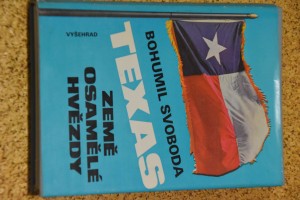 BOHUMIL SVOBODA
TEXAS
ZEMĚ
OSAMĚLÉ
HVĚZDY
VYŠEHRAD